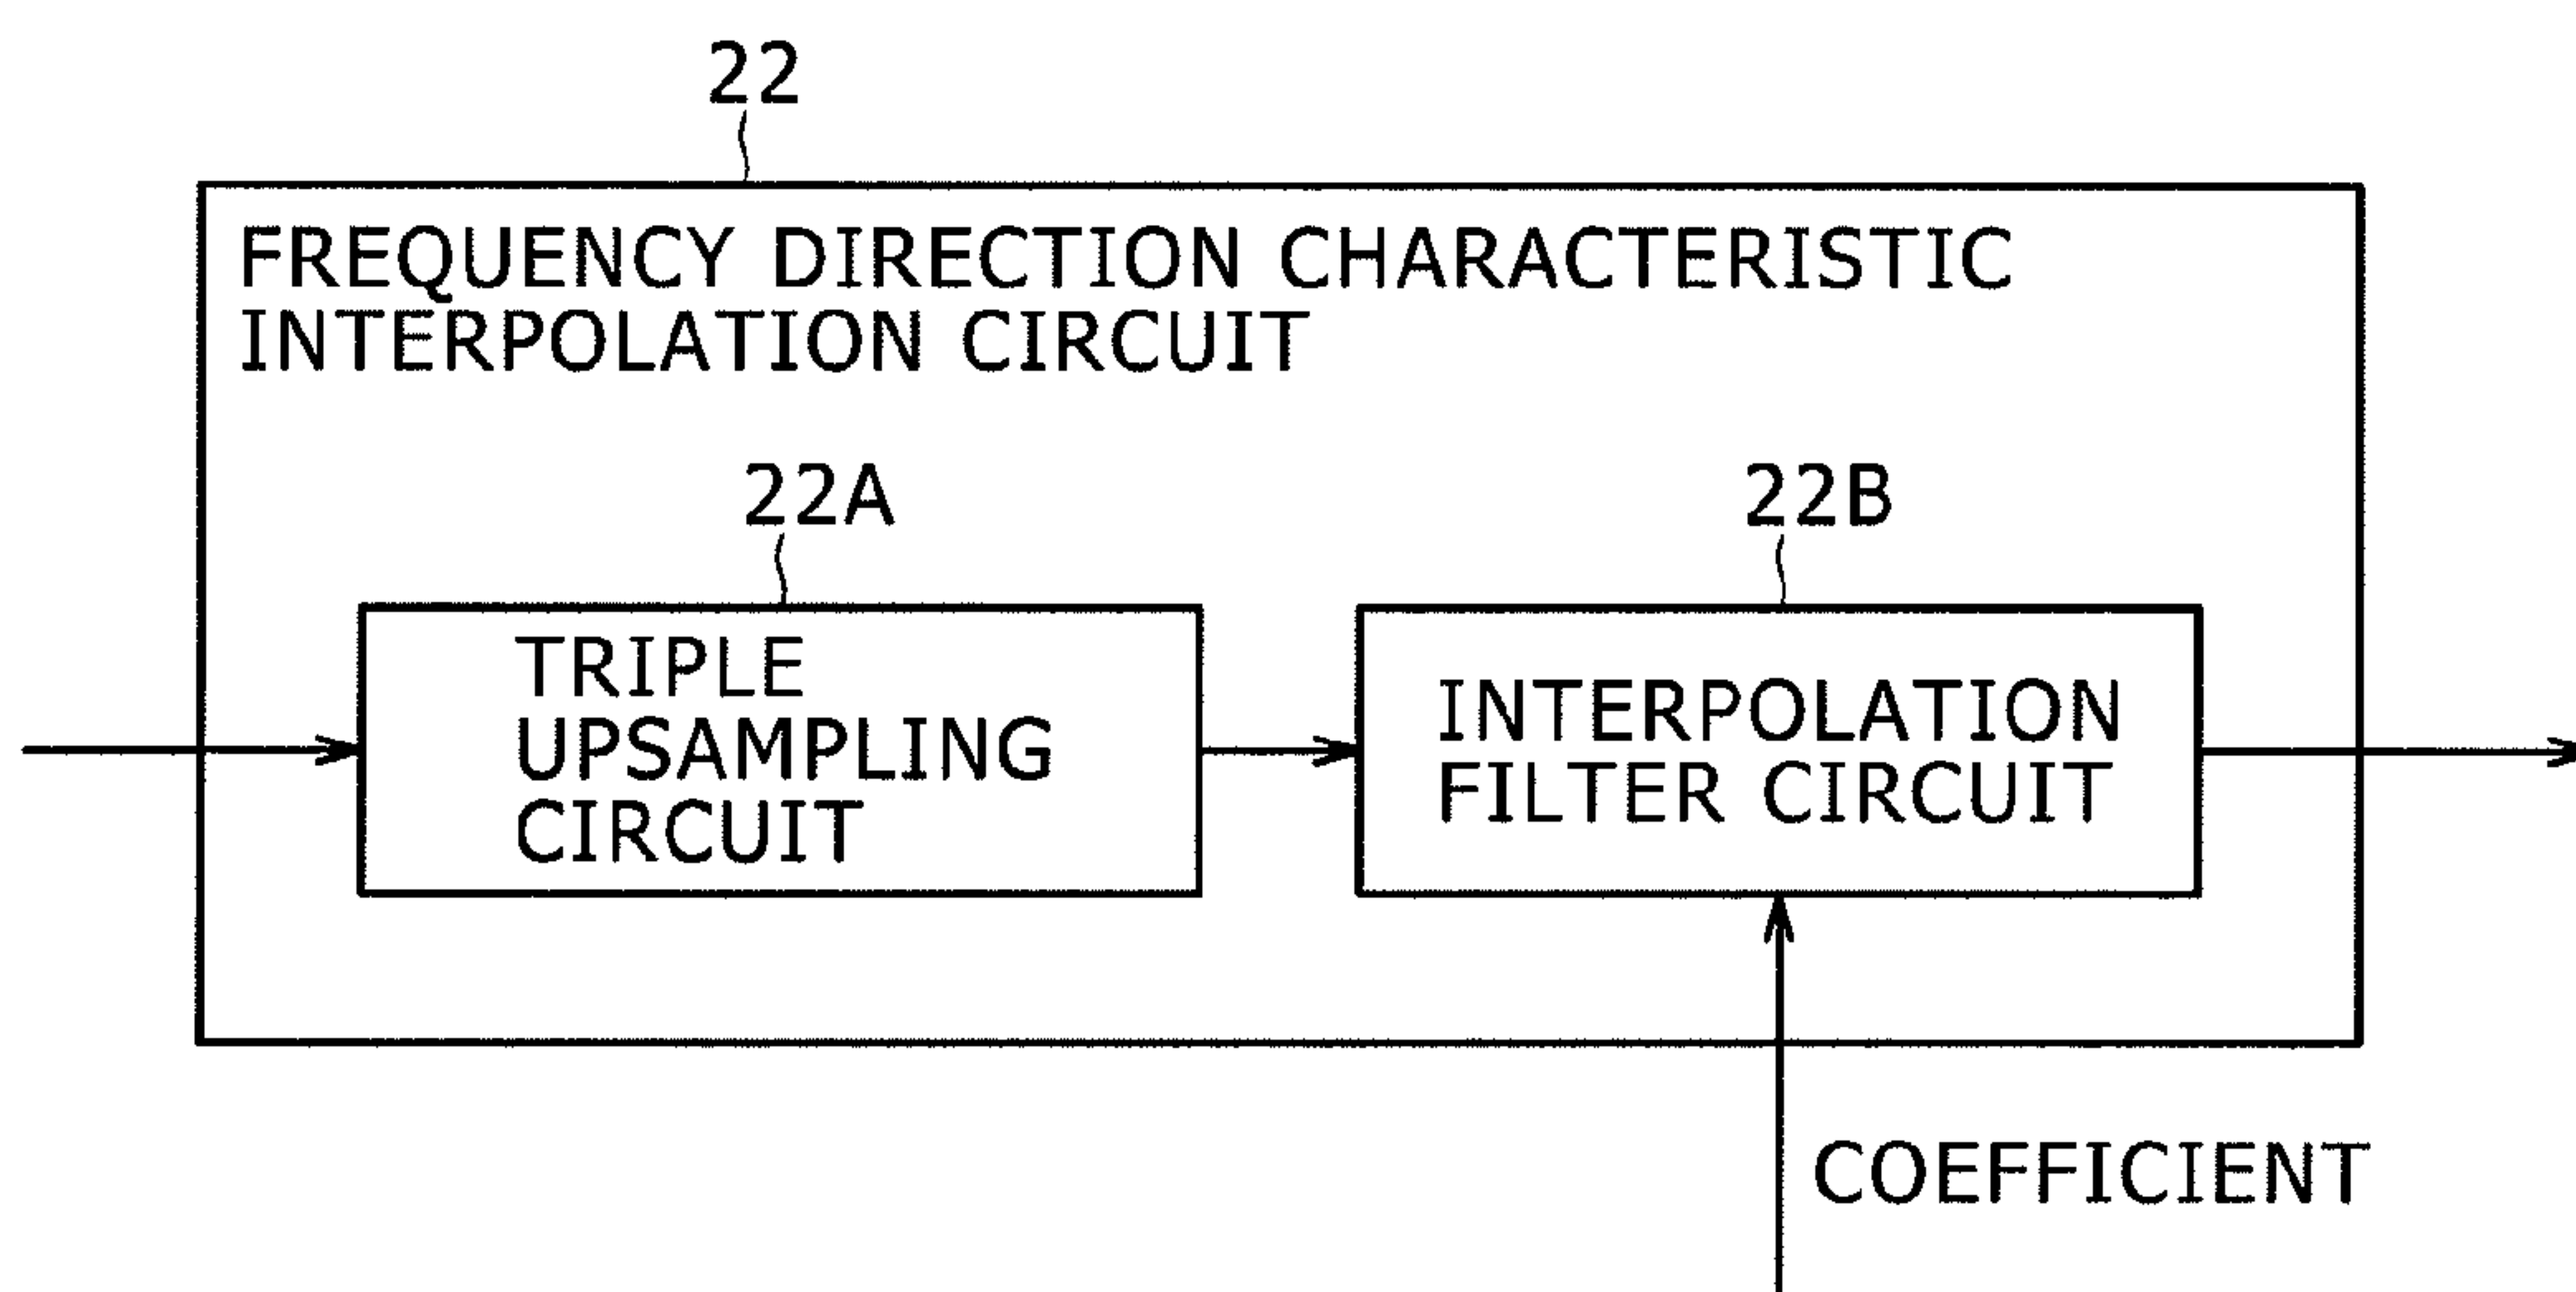 22
FREQUENCY DIRECTION CHARACTERISTIC
INTERPOLATION CIRCUIT
22A
TRIPLE
UPSAMPLING
CIRCUIT
22B
INTERPOLATION
FILTER CIRCUIT
COEFFICIENT